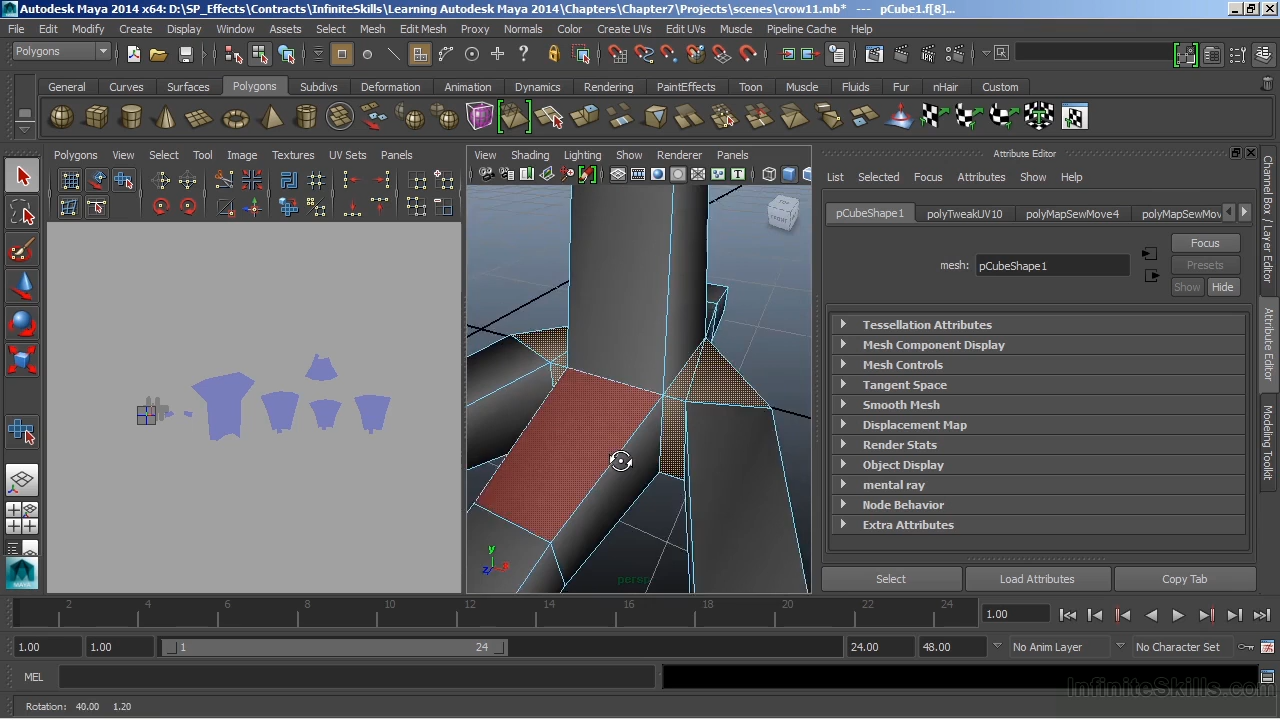 Autodesk Maya 2014 x64: D:\SP_Effects\Contracts\InfiniteSkills\Learning Autodesk Maya 2014\Chapters\Chapter7\Projects\scenes\crow11.mb* --- pCube1.f[8]...
File Edit Modify Create Display Window Assets Select Mesh Edit Mesh Proxy Normals Color Create UVs Edit UVs Muscle Pipeline Cache Help
Polygons
General Curves Surfaces Polygons Subdivs Deformation Animation Dynamics Rendering PaintEffects Toon Muscle Fluids Fur nHair Custom
Polygons View Select Tool Image Textures UV Sets Panels
View Shading Lighting Show Renderer Panels
Attribute Editor
List Selected Focus Attributes Show Help
pCubeShape1 polyTweakUV10 polyMapSewMove4 polyMapSewMov
Focus
mesh: pCubeShape1
Presets
Show Hide
Tessellation Attributes
Mesh Component Display
Mesh Controls
Tangent Space
Smooth Mesh
Displacement Map
Render Stats
Object Display
mental ray
Node Behavior
Extra Attributes
Select Load Attributes Copy Tab
Channel Box / Layer Editor
Attribute Editor
Modeling Toolkit
FRONT
y
z
persp
2 4 6 8 10 12 14 16 18 20 22 24
1.00
1.00 1.00 1 24 24.00 48.00 No Anim Layer No Character Set
MEL
InfiniteSkills.com
Rotation: 40.00 1.20